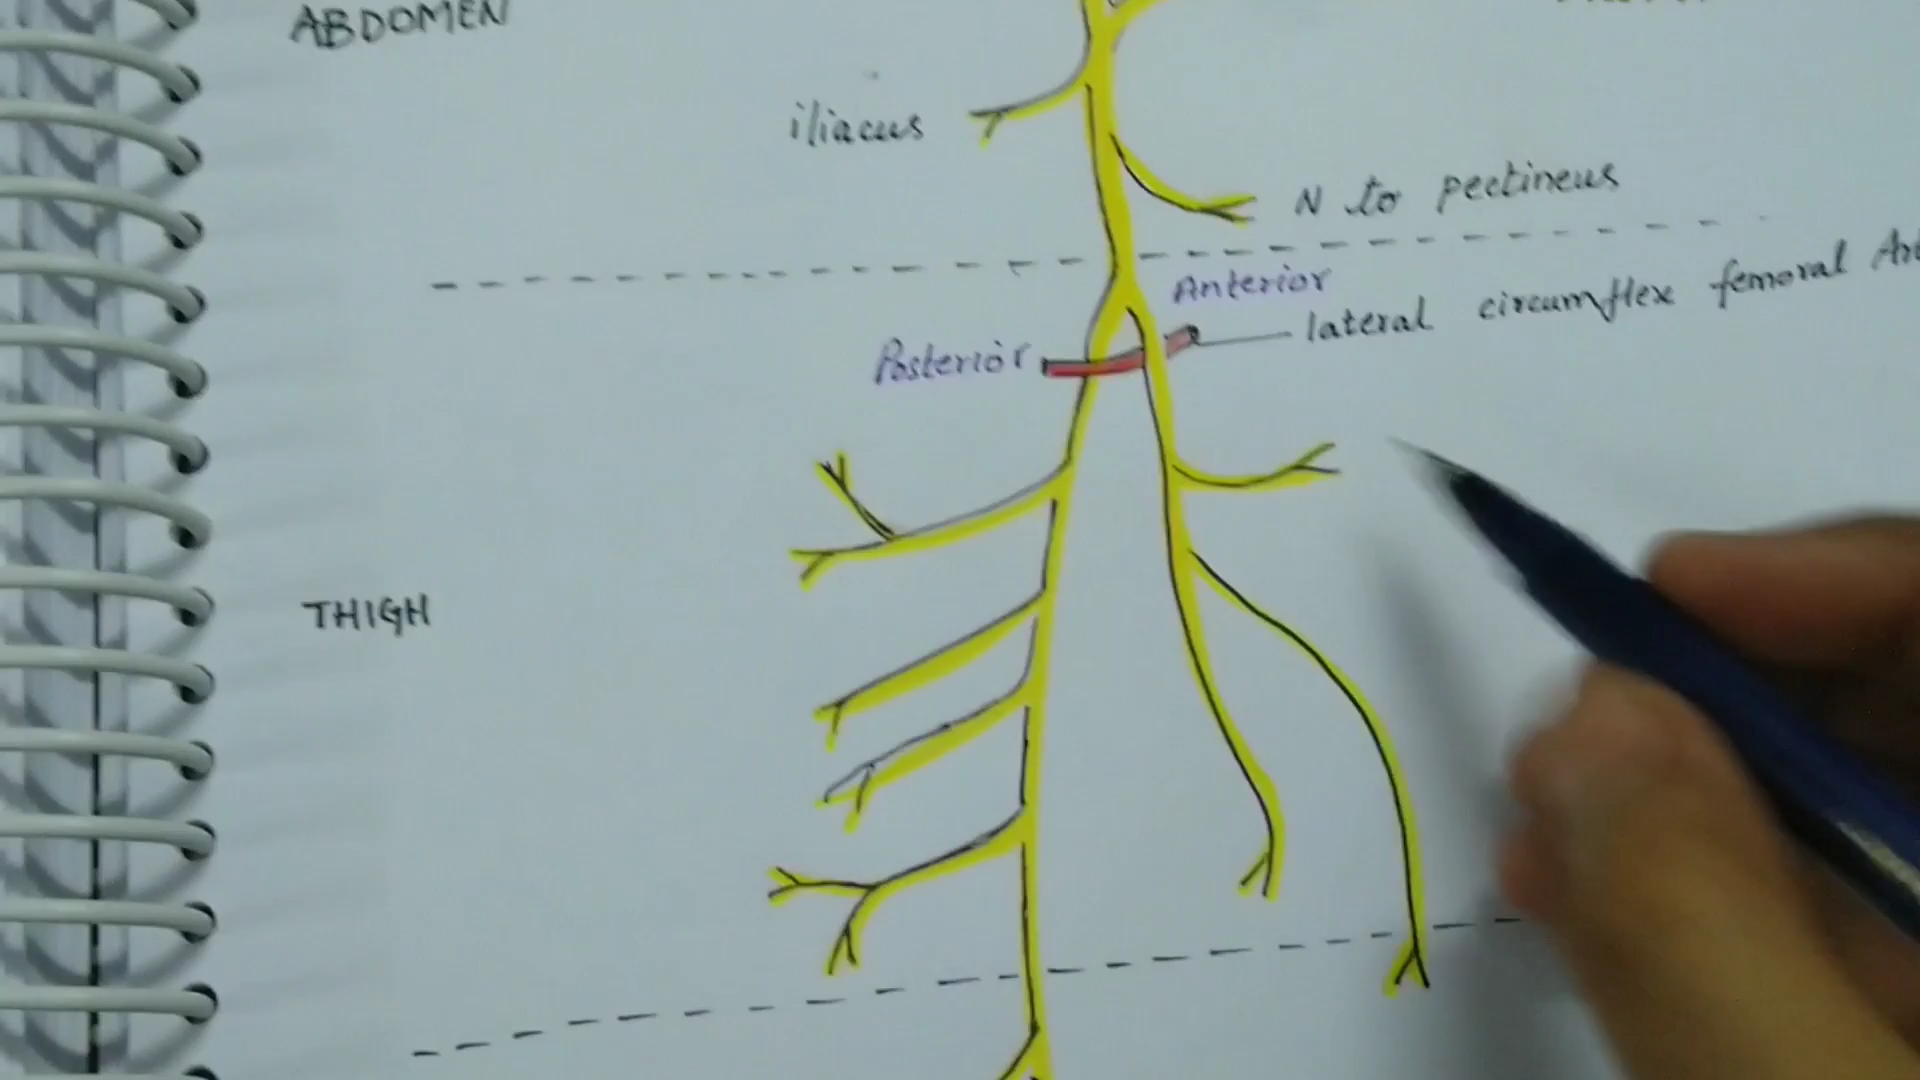 ABDOMEN
iliacus
N to pectineus
Anterior
lateral circumflex femoral
Posterior
THIGH